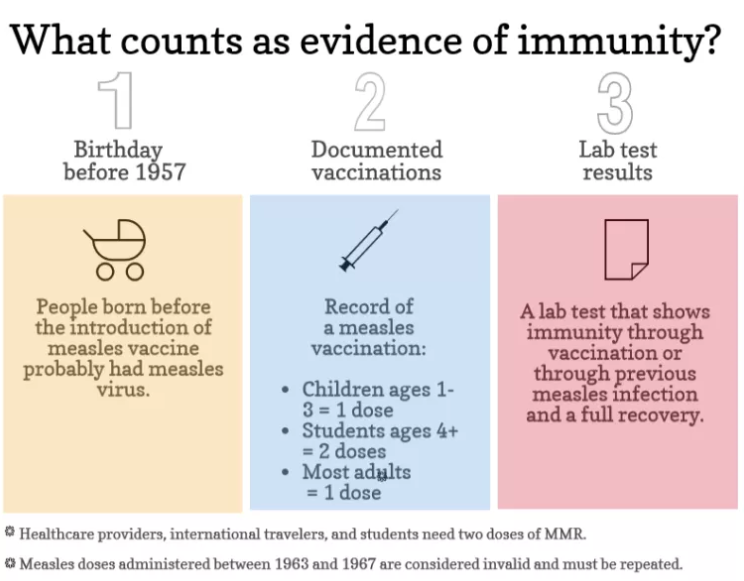 What counts as evidence of immunity?
1
Birthday
before 1957
People born before
the introduction of
measles vaccine
probably had measles
virus.
2
Documented
vaccinations
Record of
a measles
vaccination:
• Children ages 1-
3 = 1 dose
• Students ages 4+
= 2 doses
• Most adults
= 1 dose
3
Lab test
results
A lab test that shows
immunity through
vaccination or
through previous
measles infection
and a full recovery.
Healthcare providers, international travelers, and students need two doses of MMR.
Measles doses administered between 1963 and 1967 are considered invalid and must be repeated.